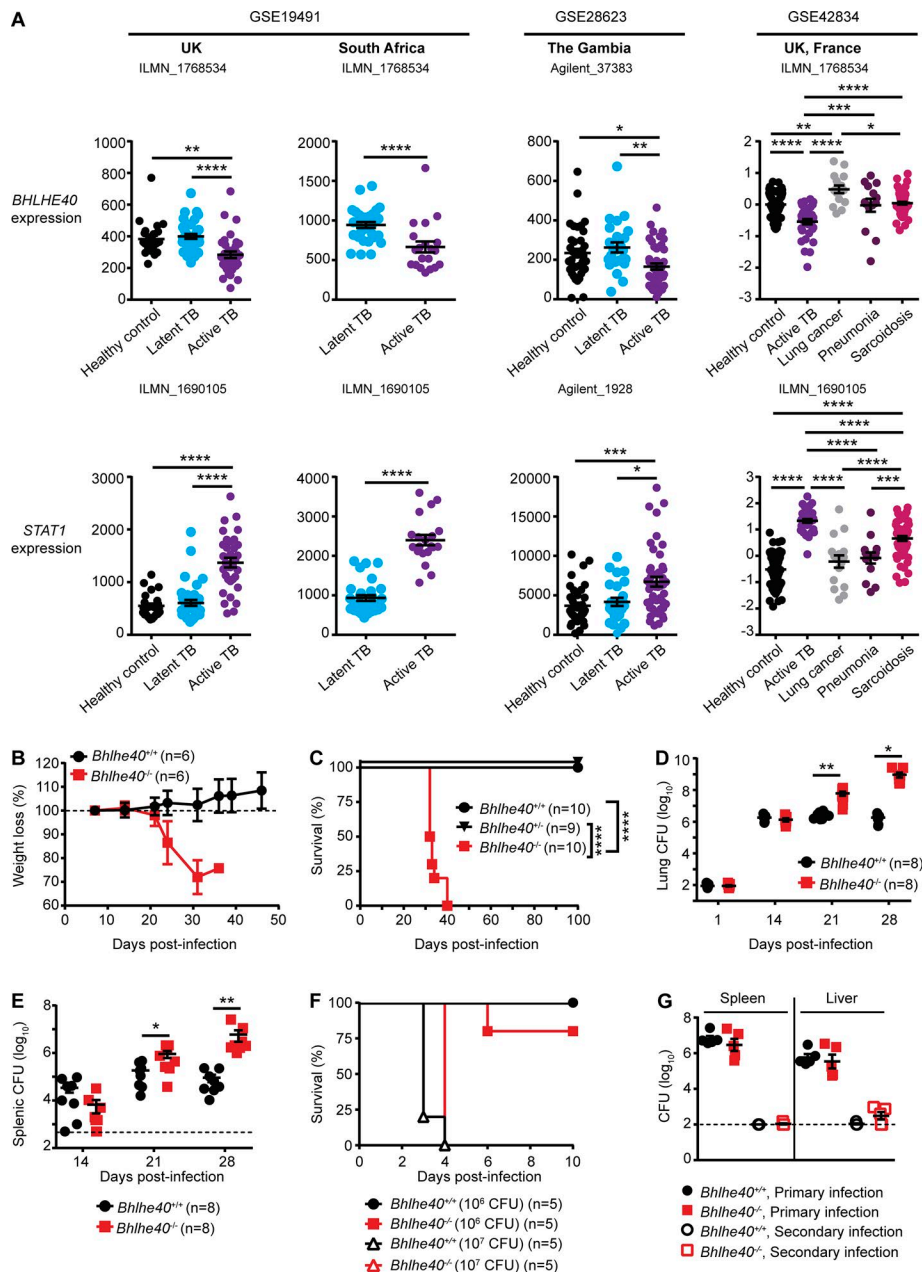 A
GSE19491 GSE28623 GSE42834
UK South Africa The Gambia UK, France
ILMN_1768534 ILMN_1768534 Agilent_37383 ILMN_1768534
BHLHE40
expression
1000
800
600
400
200
0
** ****
Healthy control
Latent TB
Active TB
2000
1500
1000
500
0
****
Latent TB
Active TB
800
600
400
200
0
* **
Healthy control
Latent TB
Active TB
2
1
0
-1
-2
-3
****
***
** *
**** ****
Healthy control
Active TB
Lung cancer
Pneumonia
Sarcoidosis
ILMN_1690105 ILMN_1690105 Agilent_1928 ILMN_1690105
STAT1
expression
3000
2000
1000
0
****
****
Healthy control
Latent TB
Active TB
4000
3000
2000
1000
0
****
Latent TB
Active TB
20000
15000
10000
5000
0
***
*
Healthy control
Latent TB
Active TB
5
4
3
2
1
0
-1
-2
-3
****
****
****
****
**** **** ***
Healthy control
Active TB
Lung cancer
Pneumonia
Sarcoidosis
B
Bhlhe40+/+ (n=6)
Bhlhe40-/- (n=6)
Weight loss (%)
120
110
100
90
80
70
60
0 10 20 30 40 50
Days post-infection
C
Survival (%)
100
75
50
25
0
Bhlhe40+/+ (n=10)
Bhlhe40+/- (n=9)
Bhlhe40-/- (n=10)
****
****
0 20 40 60 80 100
Days post-infection
D
Lung CFU (log10)
10
8
6
4
2
** *
Bhlhe40+/+ (n=8)
Bhlhe40-/- (n=8)
1 14 21 28
Days post-infection
E
Splenic CFU (log10)
8
6
4
2
* **
14 21 28
Days post-infection
Bhlhe40+/+ (n=8)
Bhlhe40-/- (n=8)
F
Survival (%)
100
75
50
25
0
0 2 4 6 8 10
Days post-infection
Bhlhe40+/+ (10⁶ CFU) (n=5)
Bhlhe40-/- (10⁶ CFU) (n=5)
Bhlhe40+/+ (10⁷ CFU) (n=5)
Bhlhe40-/- (10⁷ CFU) (n=5)
G
Spleen Liver
CFU (log10)
8
6
4
2
0
Bhlhe40+/+, Primary infection
Bhlhe40-/-, Primary infection
Bhlhe40+/+, Secondary infection
Bhlhe40-/-, Secondary infection